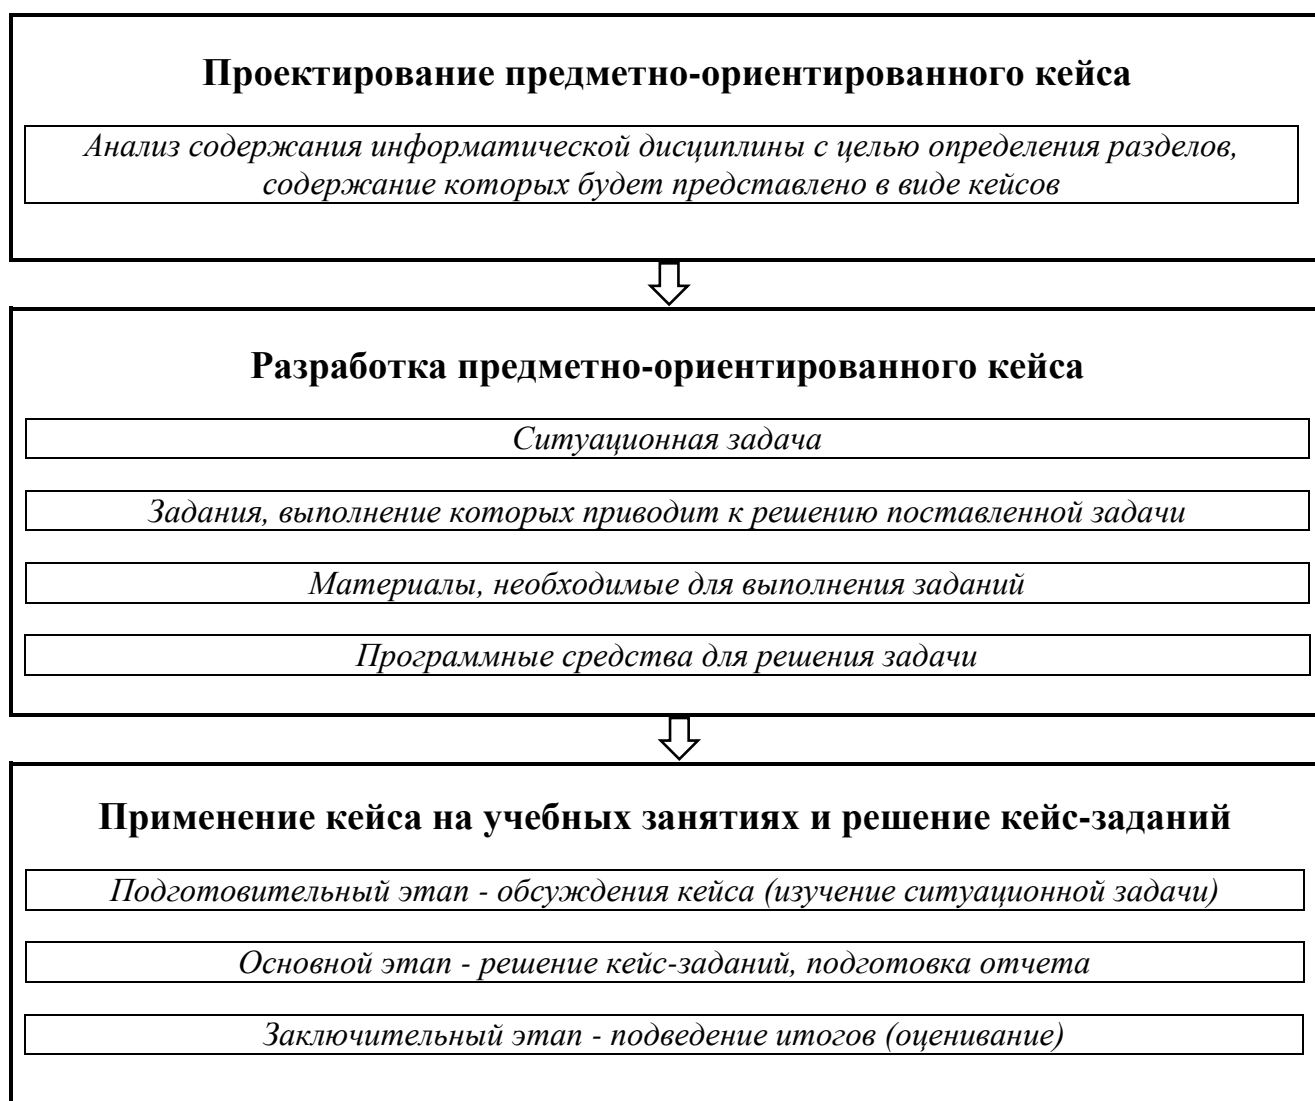 Проектирование предметно-ориентированного кейса
Анализ содержания информатической дисциплины с целью определения разделов,
содержание которых будет представлено в виде кейсов
Разработка предметно-ориентированного кейса
Ситуационная задача
Задания, выполнение которых приводит к решению поставленной задачи
Материалы, необходимые для выполнения заданий
Программные средства для решения задачи
Применение кейса на учебных занятиях и решение кейс-заданий
Подготовительный этап - обсуждения кейса (изучение ситуационной задачи)
Основной этап - решение кейс-заданий, подготовка отчета
Заключительный этап - подведение итогов (оценивание)